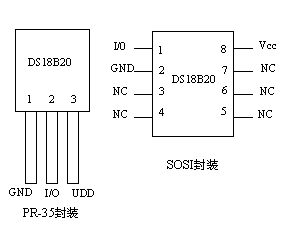 DS18B20
1 2 3
GND I/O UDD
PR-35封装
I/0 1 8 Vcc
GND 2 DS18B20 7 NC
NC 3 6 NC
NC 4 5 NC
SOSI封装